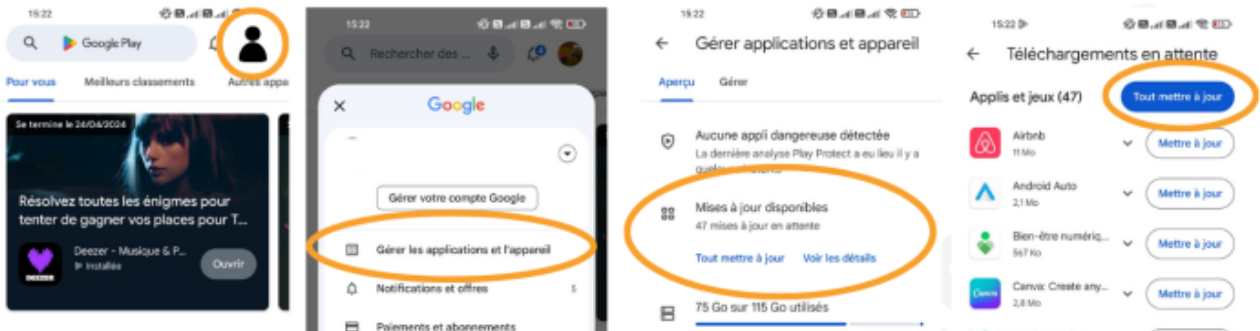 15:22
Google Play
Pour vous
Meilleurs classements
Autres appa
Se termine le 24/04/2024
Résolvez toutes les énigmes pour
tenter de gagner vos places pour T...
DEEZER
Deezer - Musique & P...
Installée
Ouvrir
15:22
Rechercher des ...
Google
Gérer votre compte Google
Gérer les applications et l'appareil
Notifications et offres
5
Paiements et abonnements
15:22
Gérer applications et appareil
Aperçu
Gérer
Aucune appli dangereuse détectée
La dernière analyse Play Protect a eu lieu il y a
Mises à jour disponibles
47 mises à jour en attente
Tout mettre à jour
Voir les détails
75 Go sur 115 Go utilisés
15:22
Téléchargements en attente
Applis et jeux (47)
Tout mettre à jour
Airbnb
11 Mo
Mettre à jour
Android Auto
2,1 Mo
Mettre à jour
Bien-être numériq...
567 Ko
Mettre à jour
Canva
Canva: Create any...
2,8 Mo
Mettre à jour